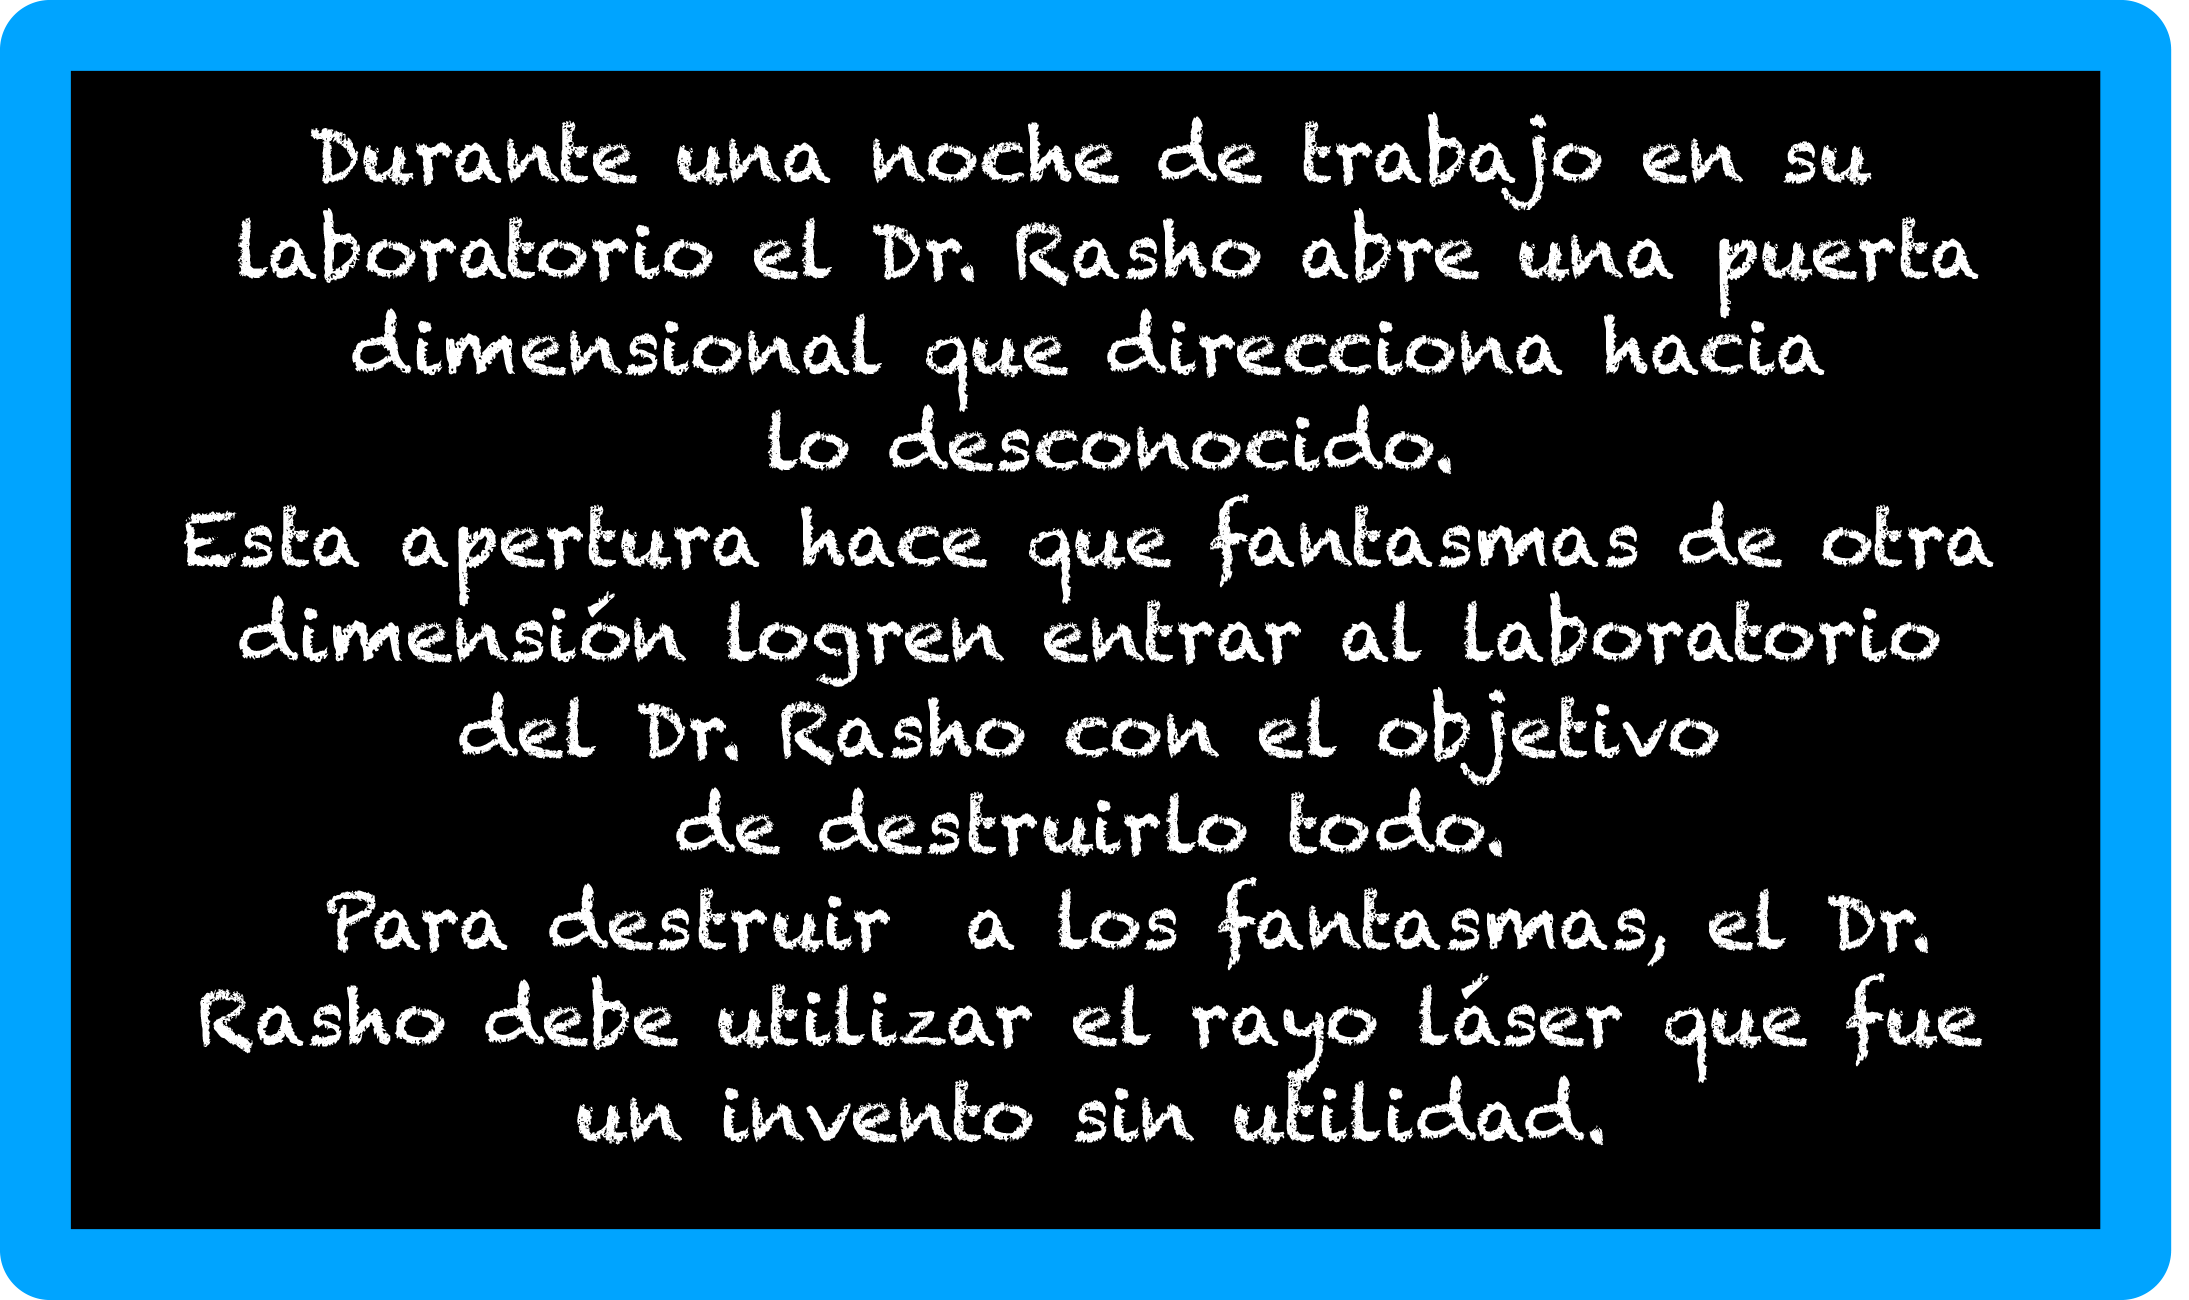 Durante una noche de trabajo en su
laboratorio el Dr. Rasho abre una puerta
dimensional que direcciona hacia
lo desconocido.
Esta apertura hace que fantasmas de otra
dimensión logren entrar al laboratorio
del Dr. Rasho con el objetivo
de destruirlo todo.
Para destruir  a los fantasmas, el Dr.
Rasho debe utilizar el rayo láser que fue
un invento sin utilidad.